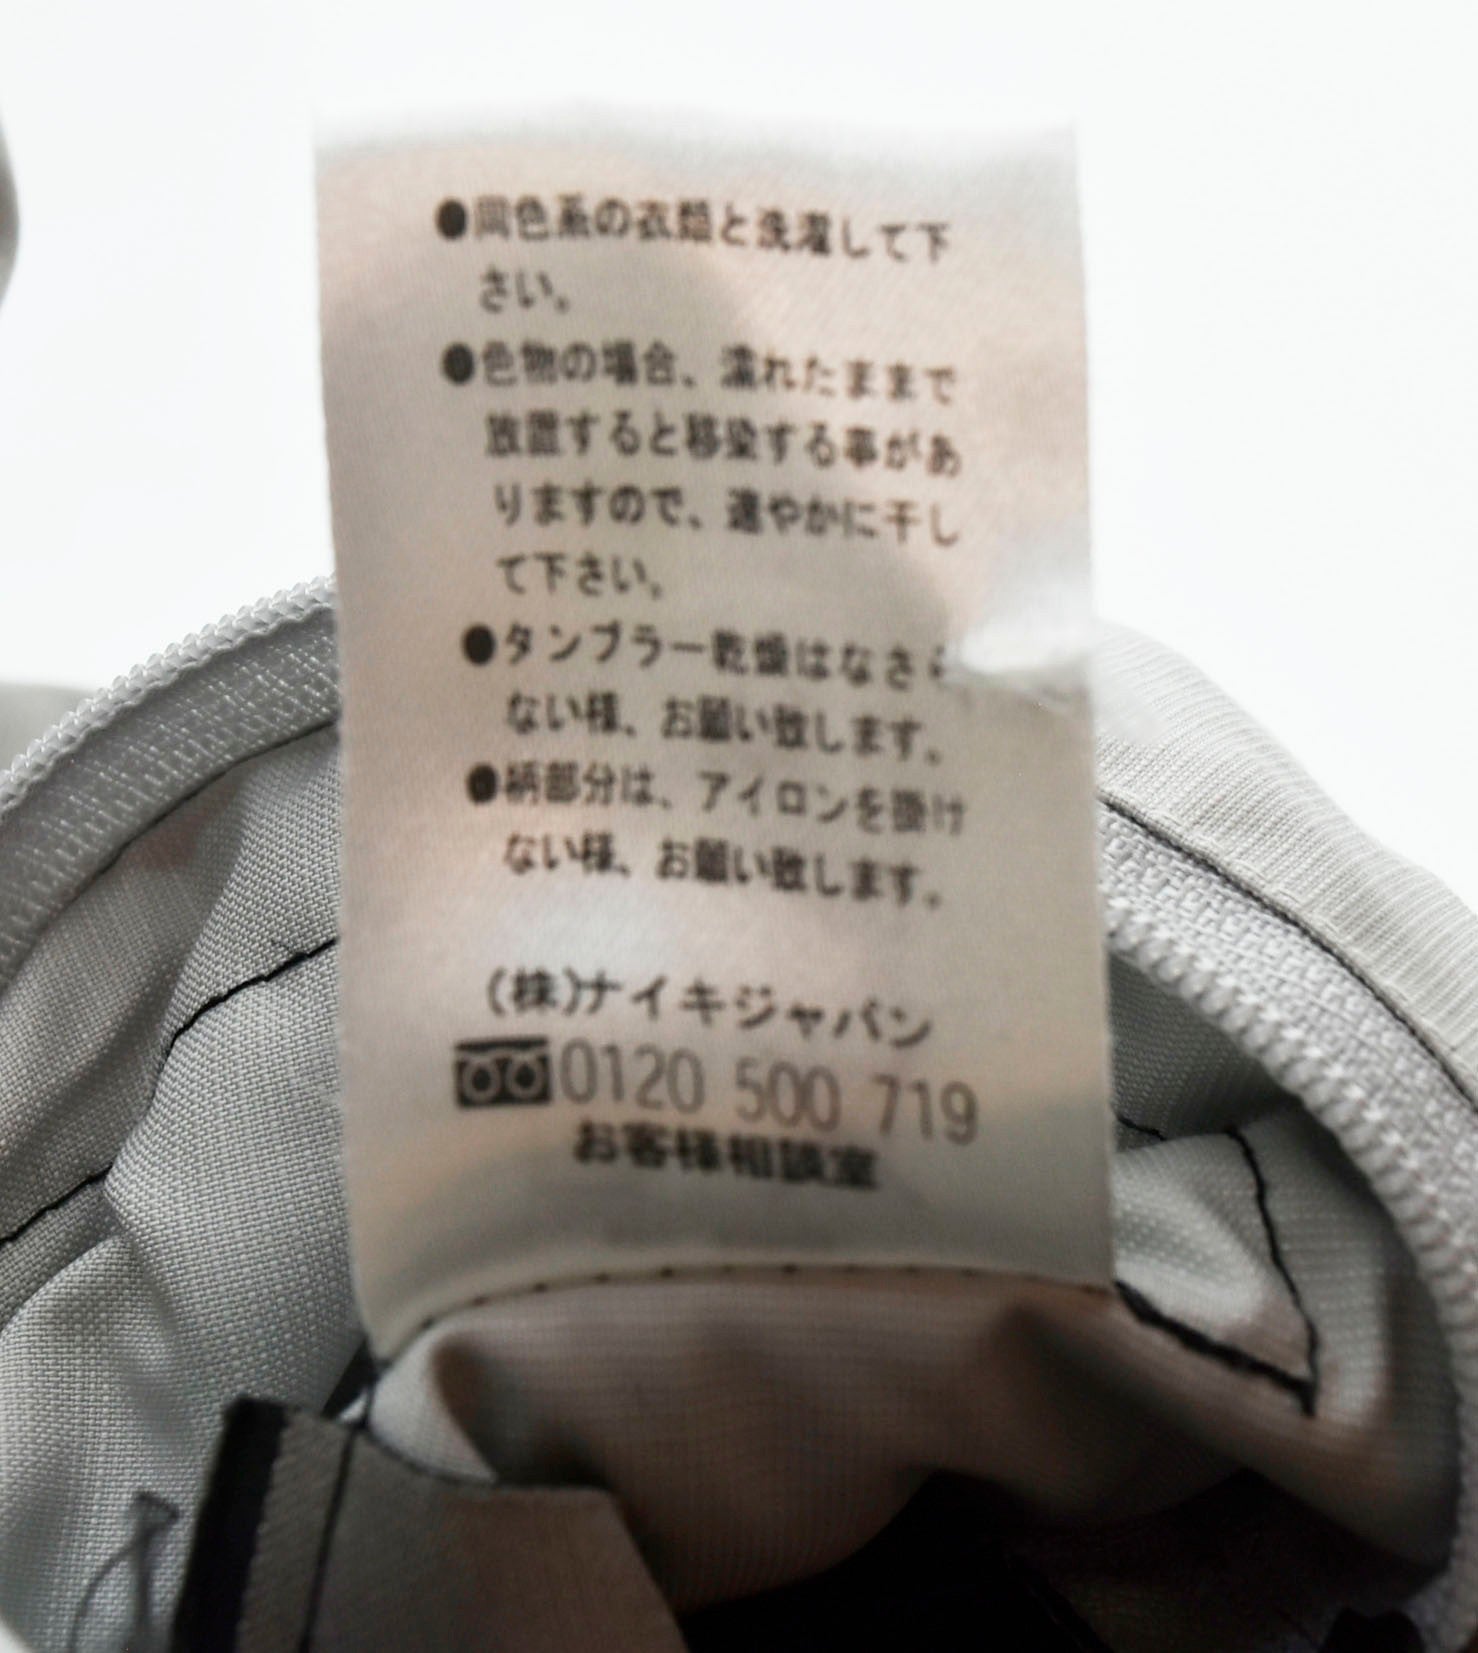 ●同色系の衣類と洗濯して下
さい。
●色物の場合、濡れたままで
放置すると移染する事があ
りますので、速やかに干し
て下さい。
●タンブラー乾燥はなさら
ない様、お願い致します。
●柄部分は、アイロンを掛け
ない様、お願い致します。
(株)ナイキジャパン
0120 500 719
お客様相談室